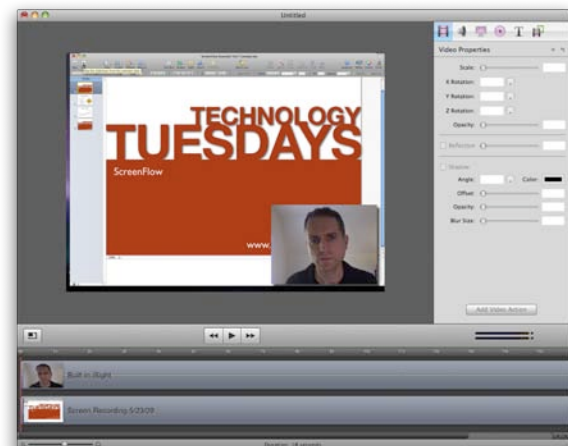 Untitled
Video Properties
Scale:
X Rotation:
Y Rotation:
Z Rotation:
Opacity:
Reflection
Shadow
Angle:
Color:
Offset:
Opacity:
Blur Size:
Add Video Action
TECHNOLOGY
TUESDAYS
ScreenFlow
www.
Built-in iSight
Screen Recording 5/23/09